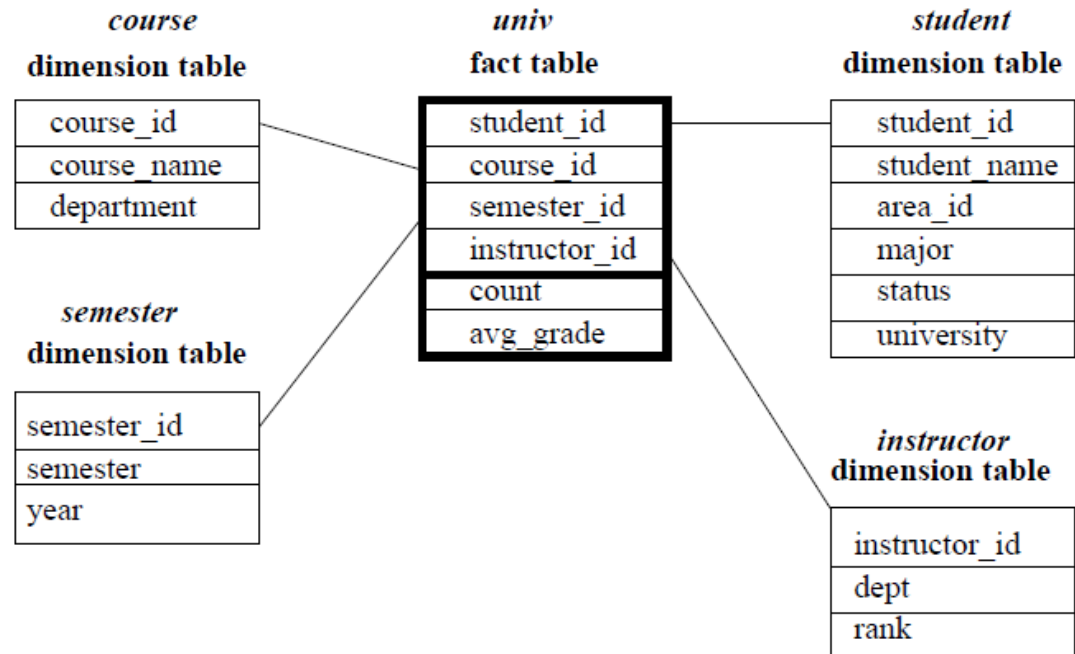 course
dimension table
course_id
course_name
department
univ
fact table
student_id
course_id
semester_id
instructor_id
count
avg_grade
student
dimension table
student_id
student_name
area_id
major
status
university
semester
dimension table
semester_id
semester
year
instructor
dimension table
instructor_id
dept
rank